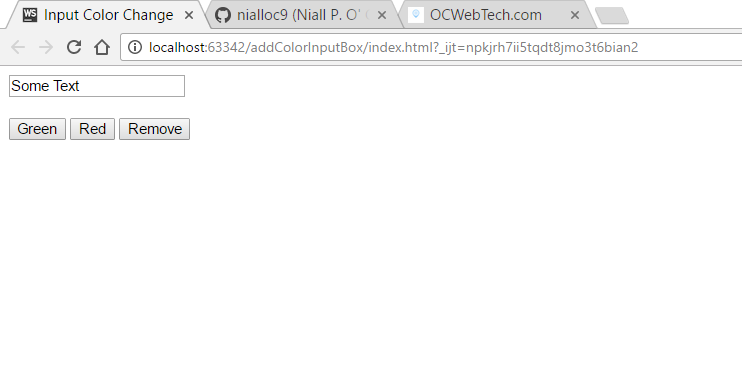 Input Color Change
nialloc9 (Niall P. O'
OCWebTech.com
localhost:63342/addColorInputBox/index.html?_ijt=npkjrh7ii5tqdt8jmo3t6bian2
Some Text
Green Red Remove